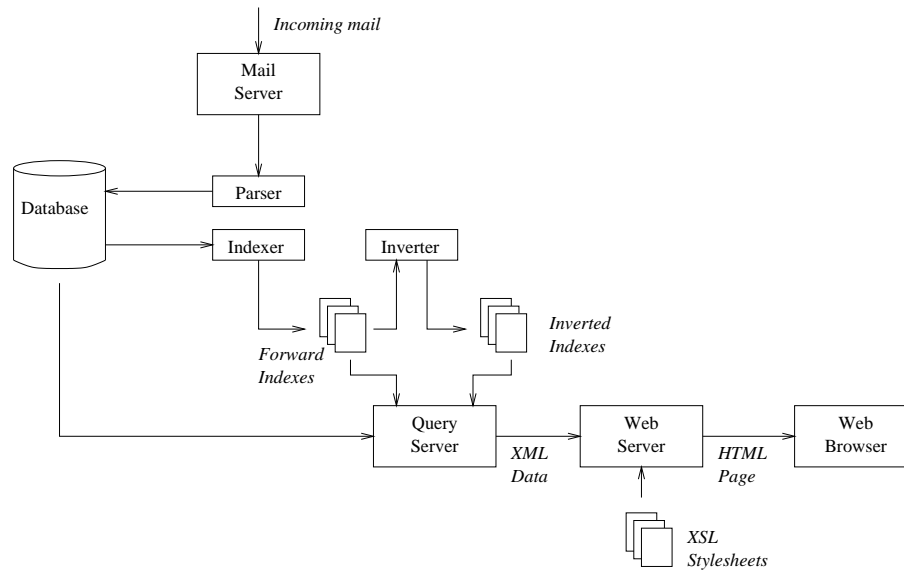 Incoming mail
Mail
Server
Parser
Database
Indexer
Inverter
Forward
Indexes
Inverted
Indexes
Query
Server
XML
Data
Web
Server
HTML
Page
Web
Browser
XSL
Stylesheets